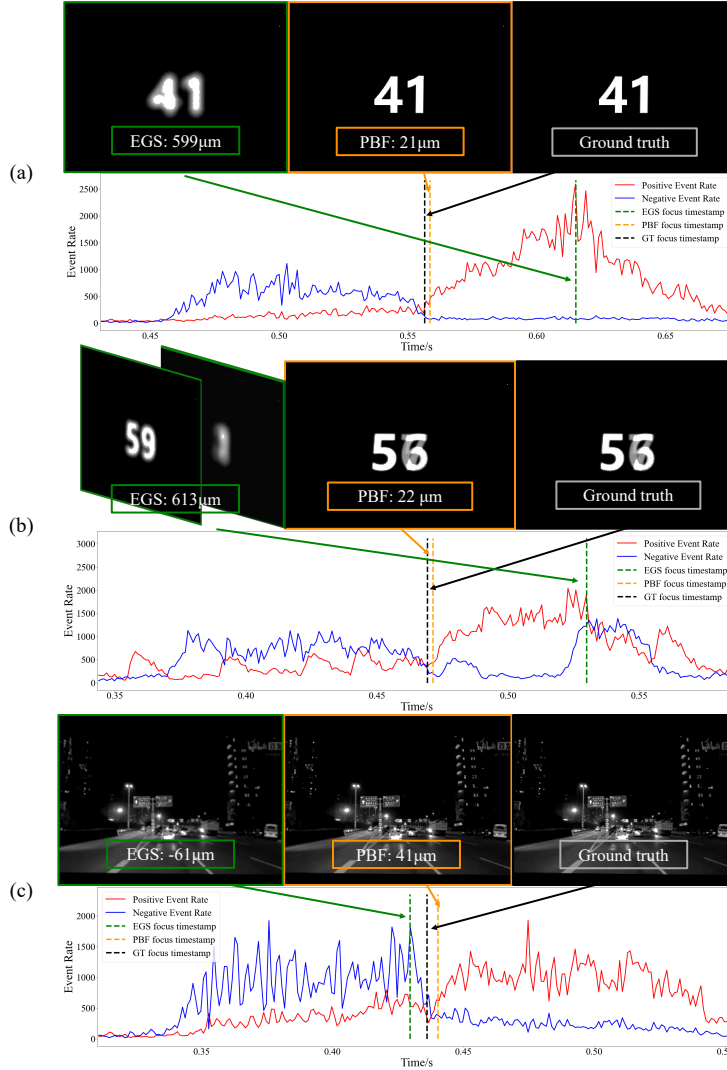 41
41
41
EGS: 599μm
PBF: 21μm
Ground truth
(a)
Event Rate
2500
2000
1500
1000
500
0
Positive Event Rate
Negative Event Rate
EGS focus timestamp
PBF focus timestamp
GT focus timestamp
0.45
0.50
0.55
0.60
0.65
Time/s
59
56
56
EGS: 613μm
PBF: 22 μm
Ground truth
(b)
Event Rate
3000
2500
2000
1500
1000
500
0
Positive Event Rate
Negative Event Rate
EGS focus timestamp
PBF focus timestamp
GT focus timestamp
0.35
0.40
0.45
0.50
0.55
Time/s
EGS: -61μm
PBF: 41μm
Ground truth
(c)
Event Rate
2000
1500
1000
500
0
Positive Event Rate
Negative Event Rate
EGS focus timestamp
PBF focus timestamp
GT focus timestamp
0.35
0.40
0.45
0.50
Time/s